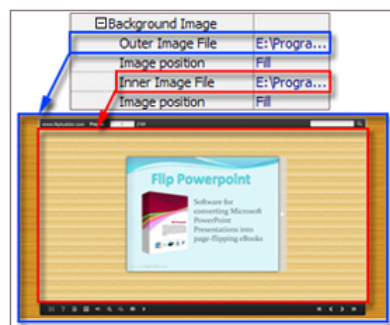 Background Image
Outer Image File E:\Progra...
Image position Fill
Inner Image File E:\Progra...
Image position Fill
Flip Powerpoint
Software for
converting Microsoft
PowerPoint
Presentations into
page-flipping eBooks